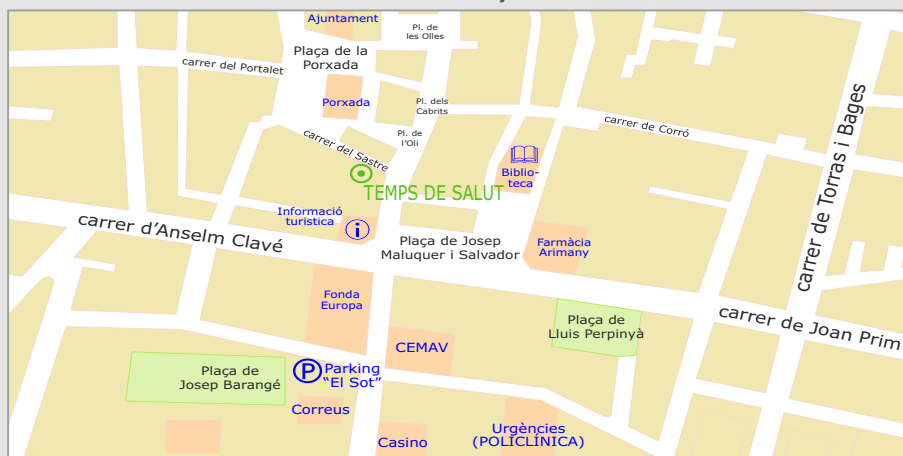 Ajuntament
Pl. de
les Olles
Plaça de la
Porxada
carrer del Portalet
Porxada
Pl. dels
Cabrits
carrer de Corró
Pl. de
l'Oli
carrer del Sastre
carrer de Torras i Bages
Biblio-
teca
TEMPS DE SALUT
Informació
turistica
i
carrer d'Anselm Clavé
Plaça de Josep
Maluquer i Salvador
Farmàcia
Arimany
Fonda
Europa
Plaça de
Lluis Perpinyà
carrer de Joan Prim
CEMAV
Plaça de
Josep Barangé
P
Parking
"El Sot"
Correus
Casino
Urgències
(POLICLÍNICA)